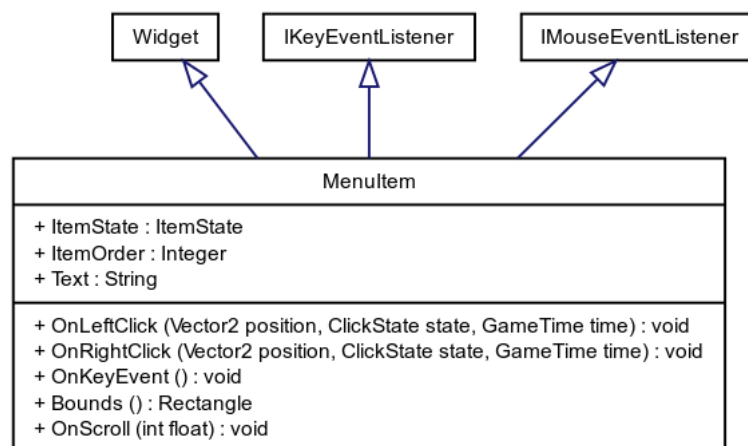 Widget
IKeyEventListener
IMouseEventListener
MenuItem
+ ItemState : ItemState
+ ItemOrder : Integer
+ Text : String
+ OnLeftClick (Vector2 position, ClickState state, GameTime time) : void
+ OnRightClick (Vector2 position, ClickState state, GameTime time) : void
+ OnKeyEvent () : void
+ Bounds () : Rectangle
+ OnScroll (int float) : void